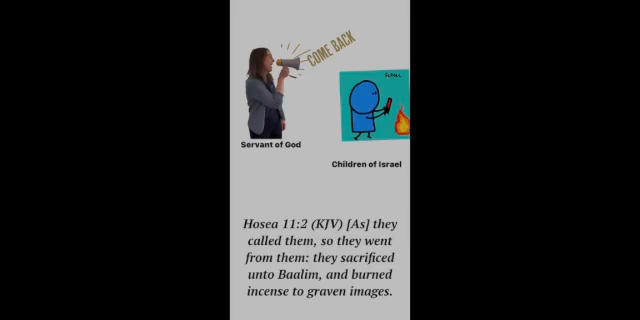 COME BACK
Servant of God
Children of Israel
Hosea 11:2 (KJV) [As] they
called them, so they went
from them: they sacrificed
unto Baalim, and burned
incense to graven images.